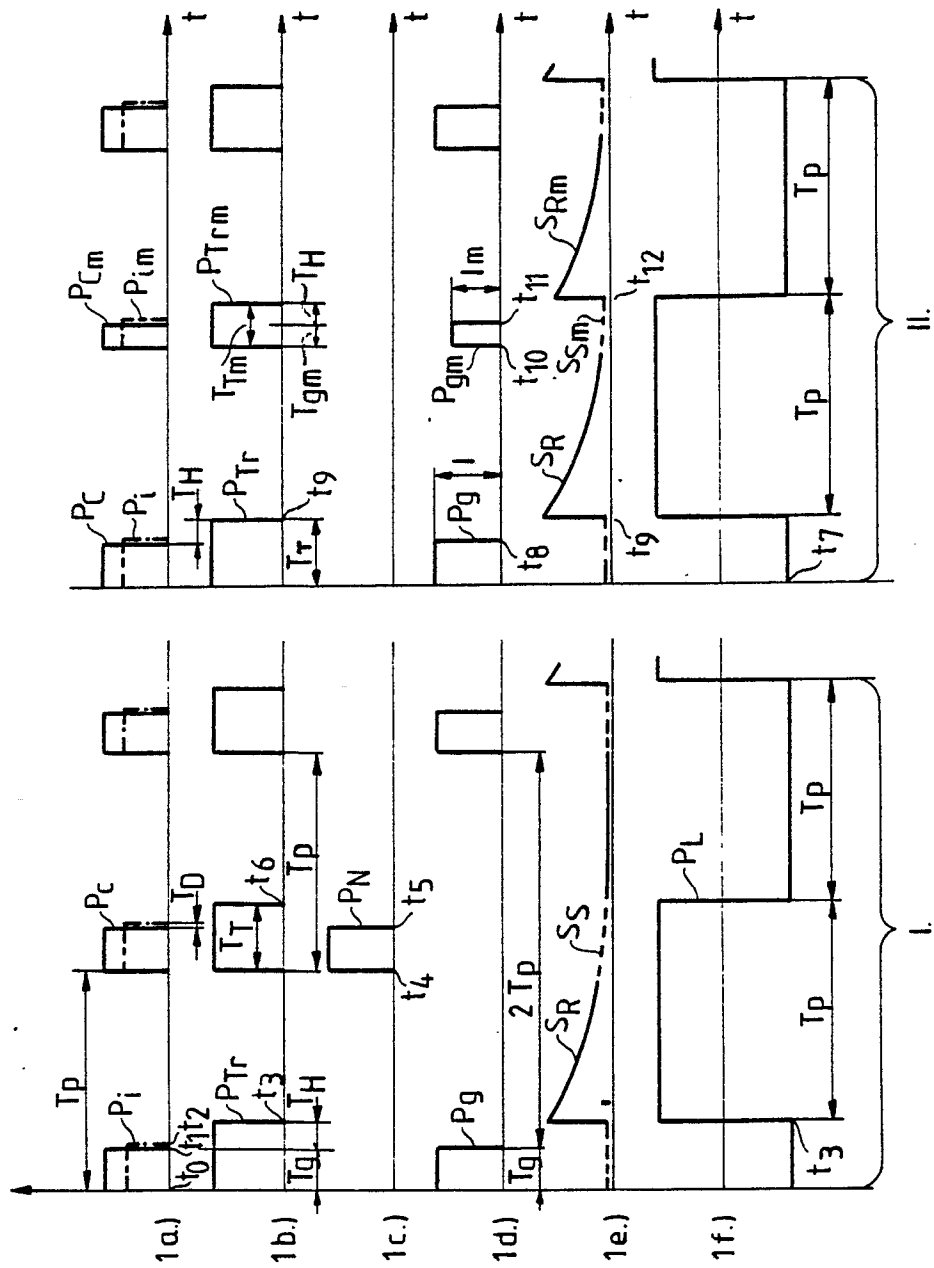 1a.)
Tp
Pi
t0
t1
t2
Pc
TD
t
PC
TH
Pi
PCm
Pim
t
1b.)
Tg
PTr
t3
TH
TT
t6
Tp
PTr
Tr
t9
TTm
Tgm
PTrm
TH
t
1c.)
t4
PN
t5
t
1d.)
Tg
Pg
2 Tp
I
Pg
t8
Pgm
Im
t10
t11
t
1e.)
SR
SS
SR
t9
SSm
t12
SRm
t
1f.)
t3
Tp
PL
Tp
t7
Tp
Tp
t
I.
II.